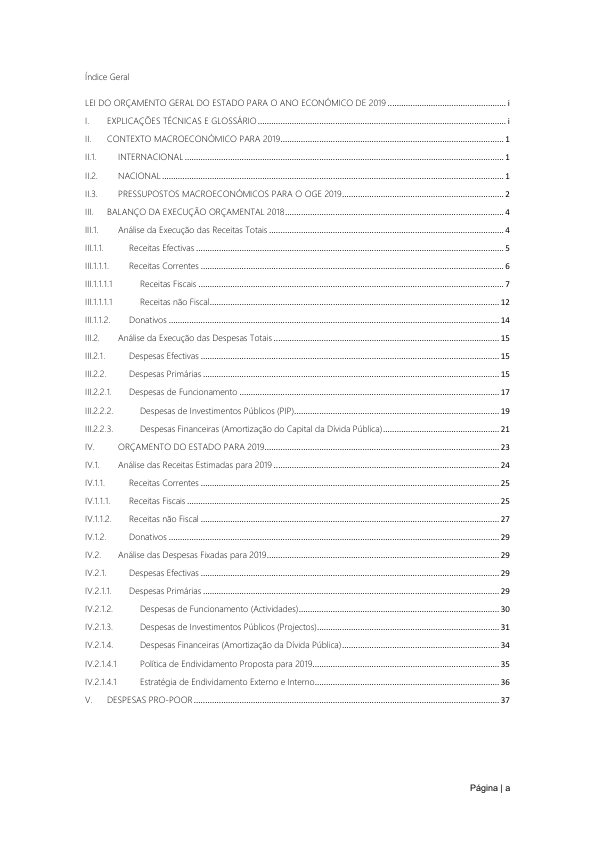 Índice Geral
LEI DO ORÇAMENTO GERAL DO ESTADO PARA O ANO ECONÓMICO DE 2019 ..... i
I. EXPLICAÇÕES TÉCNICAS E GLOSSÁRIO ..... i
II. CONTEXTO MACROECONÓMICO PARA 2019 ..... 1
II.1. INTERNACIONAL ..... 1
II.2. NACIONAL ..... 1
II.3. PRESSUPOSTOS MACROECONÓMICOS PARA O OGE 2019 ..... 2
III. BALANÇO DA EXECUÇÃO ORÇAMENTAL 2018 ..... 4
III.1. Análise da Execução das Receitas Totais ..... 4
III.1.1. Receitas Efectivas ..... 5
III.1.1.1. Receitas Correntes ..... 6
III.1.1.1.1 Receitas Fiscais ..... 7
III.1.1.1.1 Receitas não Fiscal ..... 12
III.1.1.2. Donativos ..... 14
III.2. Análise da Execução das Despesas Totais ..... 15
III.2.1. Despesas Efectivas ..... 15
III.2.2. Despesas Primárias ..... 15
III.2.2.1. Despesas de Funcionamento ..... 17
III.2.2.2. Despesas de Investimentos Públicos (PIP) ..... 19
III.2.2.3. Despesas Financeiras (Amortização do Capital da Dívida Pública) ..... 21
IV. ORÇAMENTO DO ESTADO PARA 2019 ..... 23
IV.1. Análise das Receitas Estimadas para 2019 ..... 24
IV.1.1. Receitas Correntes ..... 25
IV.1.1.1. Receitas Fiscais ..... 25
IV.1.1.2. Receitas não Fiscal ..... 27
IV.1.2. Donativos ..... 29
IV.2. Análise das Despesas Fixadas para 2019 ..... 29
IV.2.1. Despesas Efectivas ..... 29
IV.2.1.1. Despesas Primárias ..... 29
IV.2.1.2. Despesas de Funcionamento (Actividades) ..... 30
IV.2.1.3. Despesas de Investimentos Públicos (Projectos) ..... 31
IV.2.1.4. Despesas Financeiras (Amortização da Dívida Pública) ..... 34
IV.2.1.4.1 Política de Endividamento Proposta para 2019 ..... 35
IV.2.1.4.1 Estratégia de Endividamento Externo e Interno ..... 36
V. DESPESAS PRO-POOR ..... 37
Página | a